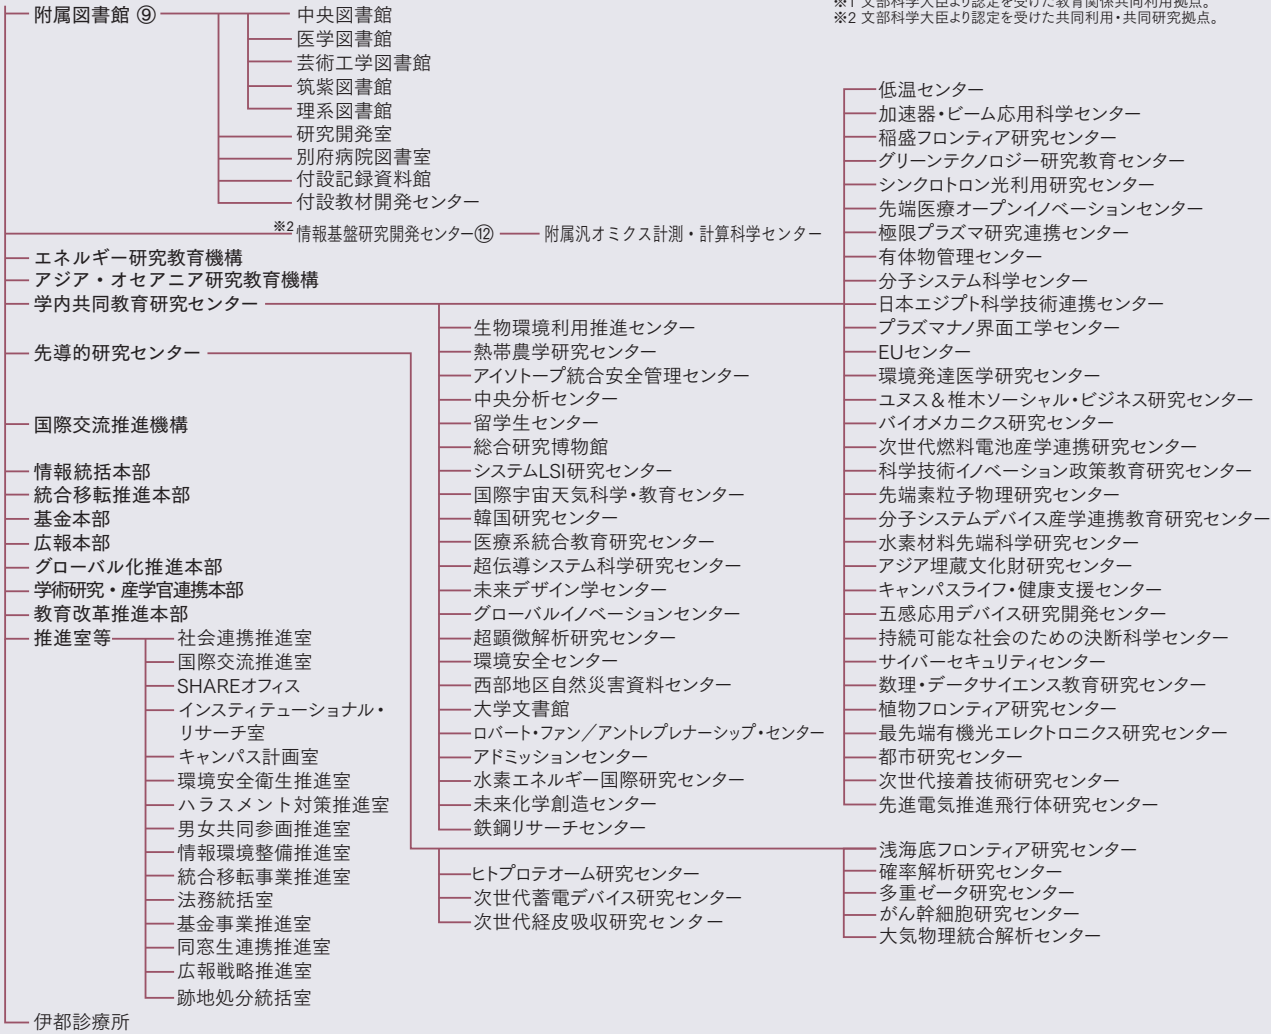 ※1 文部科学大臣より認定を受けた教育関係共同利用拠点。
※2 文部科学大臣より認定を受けた共同利用・共同研究拠点。
附属図書館 ⑨
中央図書館
医学図書館
芸術工学図書館
筑紫図書館
理系図書館
研究開発室
別府病院図書室
付設記録資料館
付設教材開発センター
※2 情報基盤研究開発センター⑫
附属汎オミクス計測・計算科学センター
エネルギー研究教育機構
アジア・オセアニア研究教育機構
学内共同教育研究センター
生物環境利用推進センター
熱帯農学研究センター
アイソトープ統合安全管理センター
中央分析センター
留学生センター
総合研究博物館
システムLSI研究センター
国際宇宙天気科学・教育センター
韓国研究センター
医療系統合教育研究センター
超伝導システム科学研究センター
未来デザイン学センター
グローバルイノベーションセンター
超顕微解析研究センター
環境安全センター
西部地区自然災害資料センター
大学文書館
ロバート・ファン／アントレプレナーシップ・センター
アドミッションセンター
水素エネルギー国際研究センター
未来化学創造センター
鉄鋼リサーチセンター
低温センター
加速器・ビーム応用科学センター
稲盛フロンティア研究センター
グリーンテクノロジー研究教育センター
シンクロトロン光利用研究センター
先端医療オープンイノベーションセンター
極限プラズマ研究連携センター
有体物管理センター
分子システム科学センター
日本エジプト科学技術連携センター
プラズマナノ界面工学センター
EUセンター
環境発達医学研究センター
ユヌス＆椎木ソーシャル・ビジネス研究センター
バイオメカニクス研究センター
次世代燃料電池産学連携研究センター
科学技術イノベーション政策教育研究センター
先端素粒子物理研究センター
分子システムデバイス産学連携教育研究センター
水素材料先端科学研究センター
アジア埋蔵文化財研究センター
キャンパスライフ・健康支援センター
五感応用デバイス研究開発センター
持続可能な社会のための決断科学センター
サイバーセキュリティセンター
数理・データサイエンス教育研究センター
植物フロンティア研究センター
最先端有機光エレクトロニクス研究センター
都市研究センター
次世代接着技術研究センター
先進電気推進飛行体研究センター
先導的研究センター
ヒトプロテオーム研究センター
次世代蓄電デバイス研究センター
次世代経皮吸収研究センター
浅海底フロンティア研究センター
確率解析研究センター
多重ゼータ研究センター
がん幹細胞研究センター
大気物理統合解析センター
国際交流推進機構
情報統括本部
統合移転推進本部
基金本部
広報本部
グローバル化推進本部
学術研究・産学官連携本部
教育改革推進本部
推進室等
社会連携推進室
国際交流推進室
SHAREオフィス
インスティテューショナル・
リサーチ室
キャンパス計画室
環境安全衛生推進室
ハラスメント対策推進室
男女共同参画推進室
情報環境整備推進室
統合移転事業推進室
法務統括室
基金事業推進室
同窓生連携推進室
広報戦略推進室
跡地処分統括室
伊都診療所